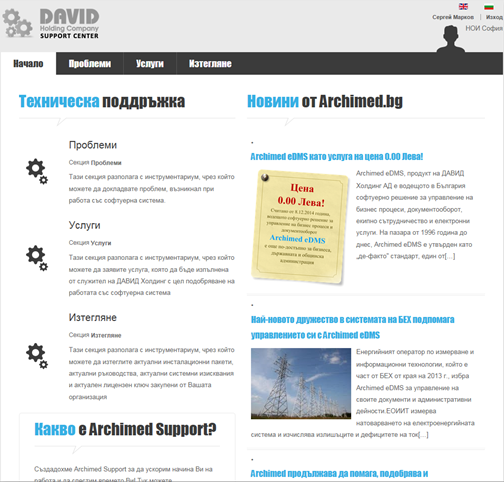 DAVID
Holding Company
SUPPORT CENTER
Сергей Марков | Изход
НОИ София
Начало Проблеми Услуги Изтегляне
Техническа поддръжка
Проблеми
Секция Проблеми
Тази секция разполага с инструментариум, чрез който
можете да докладвате проблем, възникнал при
работа със софтуерна система
Услуги
Секция Услуги
Тази секция разполага с инструментариум, чрез който
можете да заявите услуга, която да бъде изпълнена
от служител на ДАВИД Холдинг с цел подобряване на
работата със софтуерна система
Изтегляне
Секция Изтегляне
Тази секция разполага с инструментариум, чрез който
можете да изтеглите актуални инсталационни пакети,
актуални ръководства, актуални системни изисквания
и актуален лицензен ключ закупени от Вашата
организация
Какво е Archimed Support?
Създадохме Archimed Support за да ускорим начина Ви на
Новини от Archimed.bg
Archimed eDMS като услуга на цена 0.00 Лева!
Цена
0.00 Лева!
Считано от 8.12.2014 година,
водещото софтуерно решение за
управление на бизнес процеси и
документооборот
Archimed eDMS
е още по-достъпно за бизнеса,
държавната и общинска
администрация
Archimed eDMS, продукт на ДАВИД
Холдинг АД е водещото в България
софтуерно решение за управление на
бизнес процеси, документооборот,
екипно сътрудничество и електронни
услуги. На пазара от 1996 година до
днес, Archimed eDMS е утвърден като
„де-факто" стандарт, един от[...]
Най-новото дружество в системата на БЕХ подпомага
управлението си с Archimed eDMS
Енергийният оператор по измерване и
информационни технологии, който е
част от БЕХ от края на 2013 г., избра
Archimed eDMS за управление на
своите документи и административни
дейности.ЕОИИТ измерва
натоварването на електроенергийната
система и изчислява излишъците и дефицитите на ток[...]
Archimed продължава да помага, подобрява и